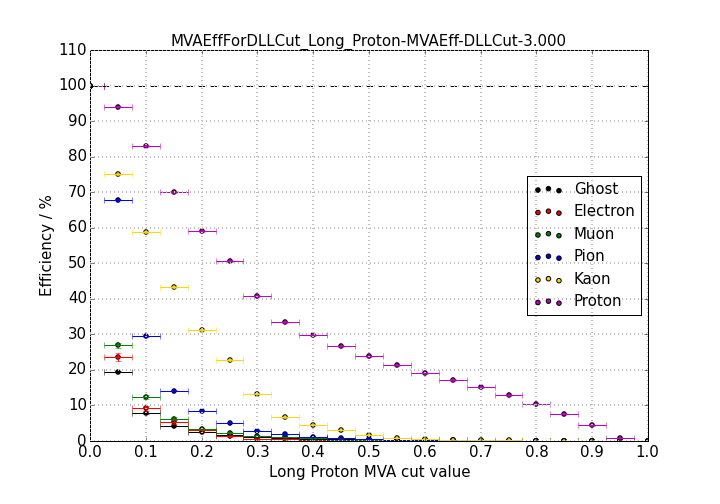 MVAEffForDLLCut_Long_Proton-MVAEff-DLLCut-3.000
110
100
90
80
70
60
50
40
30
20
10
0
Efficiency / %
Ghost
Electron
Muon
Pion
Kaon
Proton
0.0 0.1 0.2 0.3 0.4 0.5 0.6 0.7 0.8 0.9 1.0
Long Proton MVA cut value